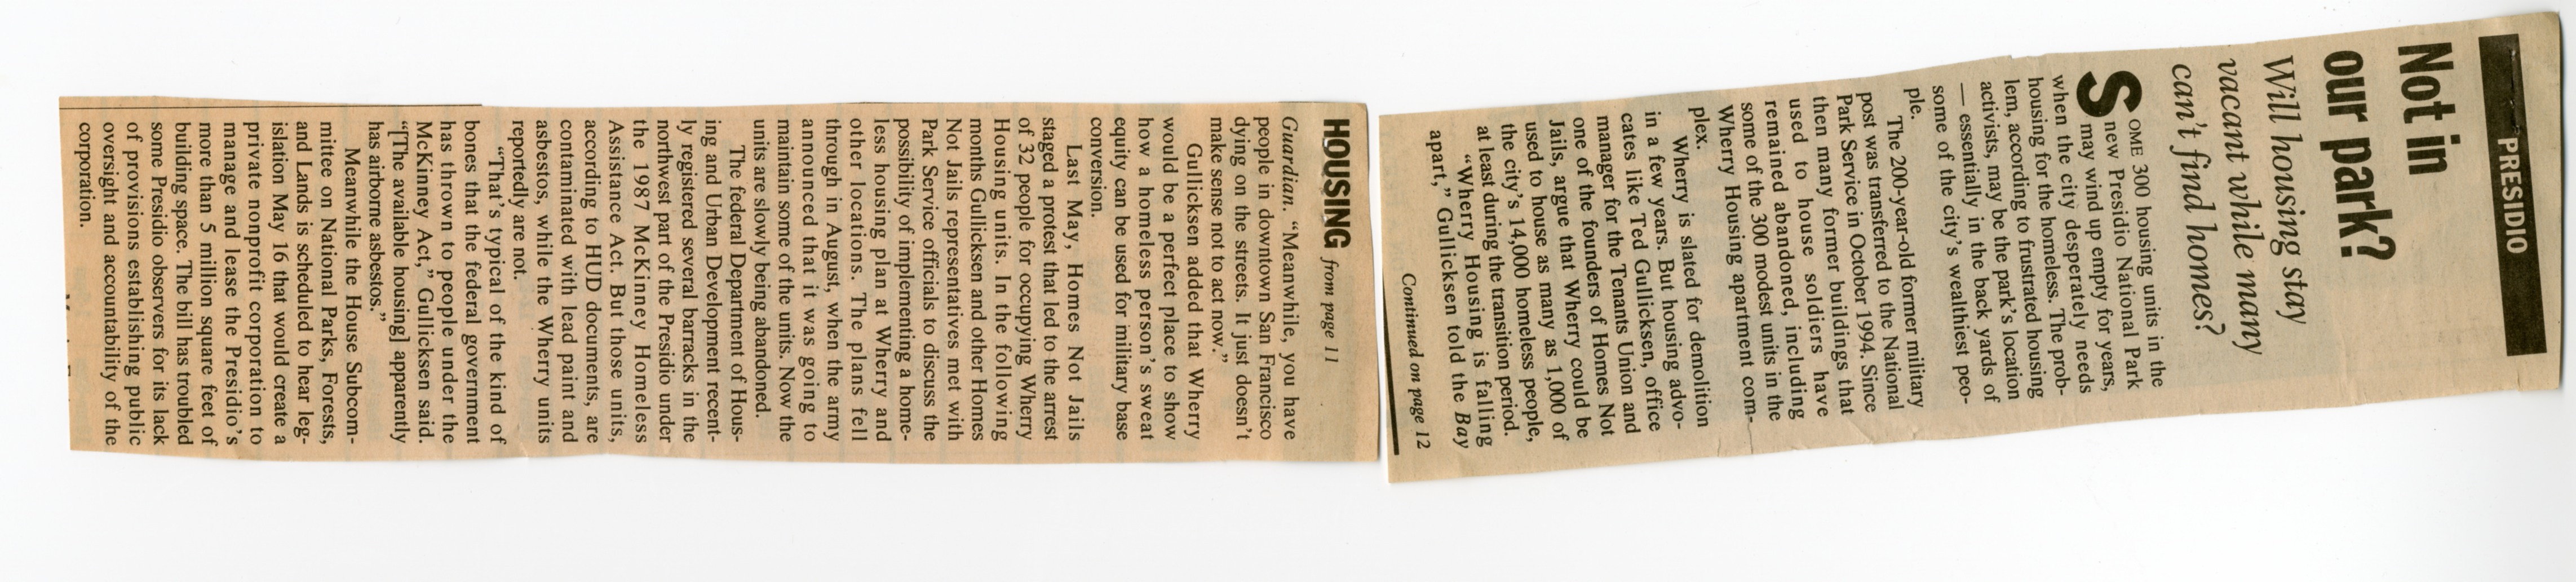 PRESIDIO
Not in
our park?
Will housing stay
vacant while many
can't find homes?
SOME 300 housing units in the
new Presidio National Park
may wind up empty for years,
when the city desperately needs
housing for the homeless. The prob-
lem, according to frustrated housing
activists, may be the park's location
— essentially in the back yards of
some of the city's wealthiest peo-
ple.
The 200-year-old former military
post was transferred to the National
Park Service in October 1994. Since
then many former buildings that
used to house soldiers have
remained abandoned, including
some of the 300 modest units in the
Wherry Housing apartment com-
plex.
Wherry is slated for demolition
in a few years. But housing advo-
cates like Ted Gullicksen, office
manager for the Tenants Union and
one of the founders of Homes Not
Jails, argue that Wherry could be
used to house as many as 1,000 of
the city's 14,000 homeless people,
at least during the transition period.
"Wherry Housing is falling
apart," Gullicksen told the Bay
Continued on page 12
HOUSING from page 11
Guardian. "Meanwhile, you have
people in downtown San Francisco
dying on the streets. It just doesn't
make sense not to act now."
Gullicksen added that Wherry
would be a perfect place to show
how a homeless person's sweat
equity can be used for military base
conversion.
Last May, Homes Not Jails
staged a protest that led to the arrest
of 32 people for occupying Wherry
Housing units. In the following
months Gullicksen and other Homes
Not Jails representatives met with
Park Service officials to discuss the
possibility of implementing a home-
less housing plan at Wherry and
other locations. The plans fell
through in August, when the army
announced that it was going to
maintain some of the units. Now the
units are slowly being abandoned.
The federal Department of Hous-
ing and Urban Development recent-
ly registered several barracks in the
northwest part of the Presidio under
the 1987 McKinney Homeless
Assistance Act. But those units,
according to HUD documents, are
contaminated with lead paint and
asbestos, while the Wherry units
reportedly are not.
"That's typical of the kind of
bones that the federal government
has thrown to people under the
McKinney Act," Gullicksen said.
"[The available housing] apparently
has airborne asbestos."
Meanwhile the House Subcom-
mittee on National Parks, Forests,
and Lands is scheduled to hear leg-
islation May 16 that would create a
private nonprofit corporation to
manage and lease the Presidio's
more than 5 million square feet of
building space. The bill has troubled
some Presidio observers for its lack
of provisions establishing public
oversight and accountability of the
corporation.